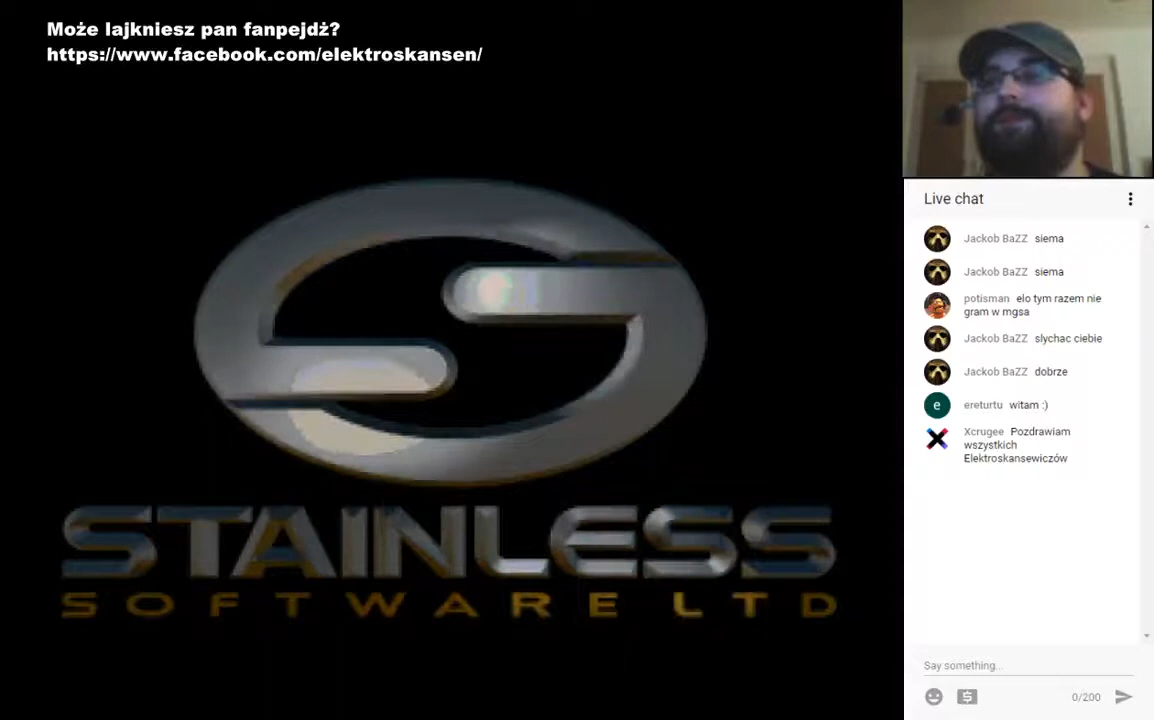 Może lajkniesz pan fanpejdż?
https://www.facebook.com/elektroskansen/
STAINLESS
SOFTWARE LTD
Live chat
Jackob BaZZ siema
Jackob BaZZ siema
potisman elo tym razem nie
gram w mgsa
Jackob BaZZ slychac ciebie
Jackob BaZZ dobrze
e
ereturtu witam :)
Xcrugee Pozdrawiam
wszystkich
Elektroskansewiczów
Say something...
0/200